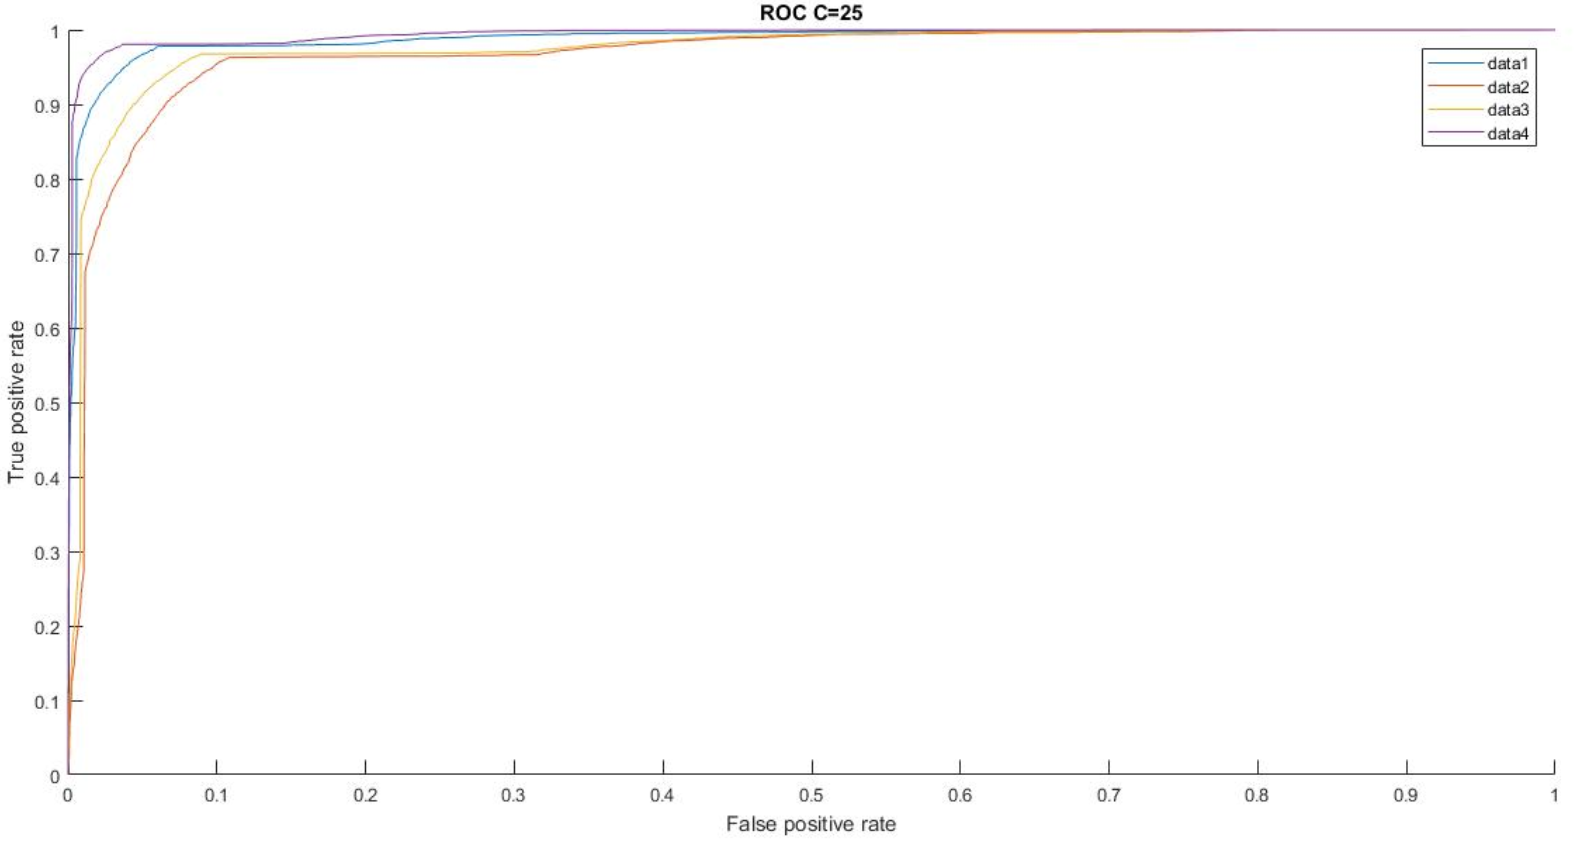 ROC C=25
1
0.9
0.8
0.7
0.6
0.5
0.4
0.3
0.2
0.1
0
True positive rate
data1
data2
data3
data4
0 0.1 0.2 0.3 0.4 0.5 0.6 0.7 0.8 0.9 1
False positive rate